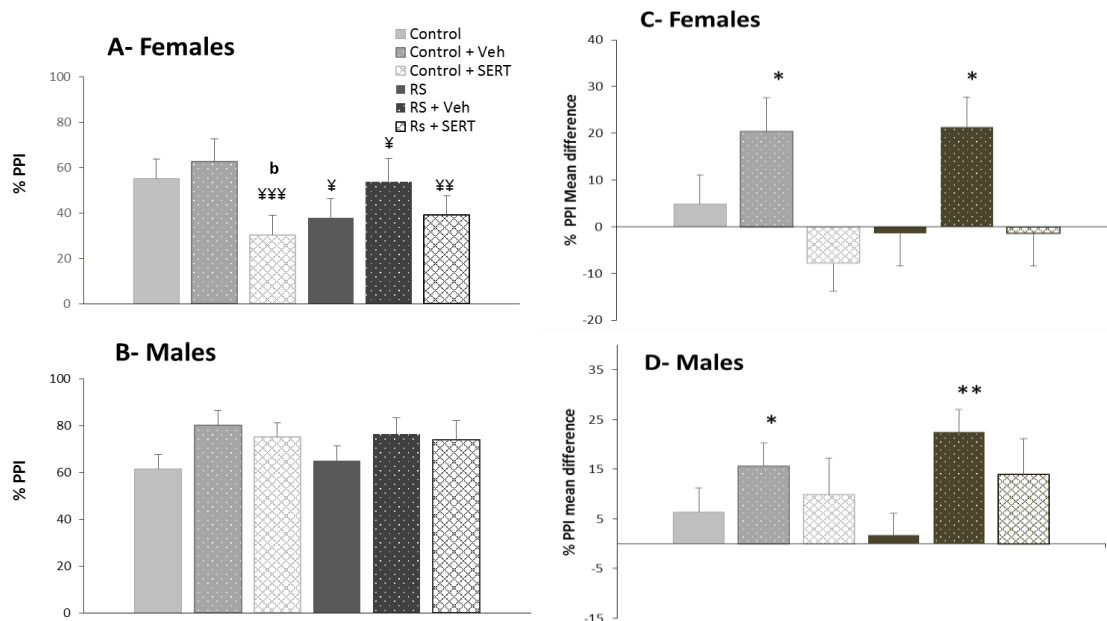 A- Females
Control
Control + Veh
Control + SERT
RS
RS + Veh
Rs + SERT
100
80
60
40
20
0
% PPI
b
¥¥¥
¥
¥
¥¥
B- Males
100
80
60
40
20
0
% PPI
C- Females
40
30
20
10
0
-10
-20
% PPI Mean difference
*
*
D- Males
35
25
15
5
-5
-15
% PPI mean difference
*
**